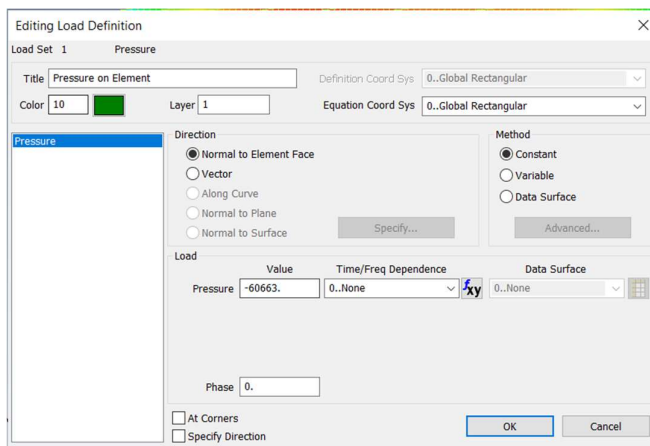 Editing Load Definition
Load Set 1 Pressure
Title Pressure on Element Definition Coord Sys 0..Global Rectangular
Color 10 Layer 1 Equation Coord Sys 0..Global Rectangular
Pressure
Direction
Normal to Element Face
Vector
Along Curve
Normal to Plane
Normal to Surface
Specify...
Method
Constant
Variable
Data Surface
Advanced...
Load
Value Time/Freq Dependence Data Surface
Pressure -60663. 0..None fxy 0..None
Phase 0.
At Corners
Specify Direction
OK Cancel